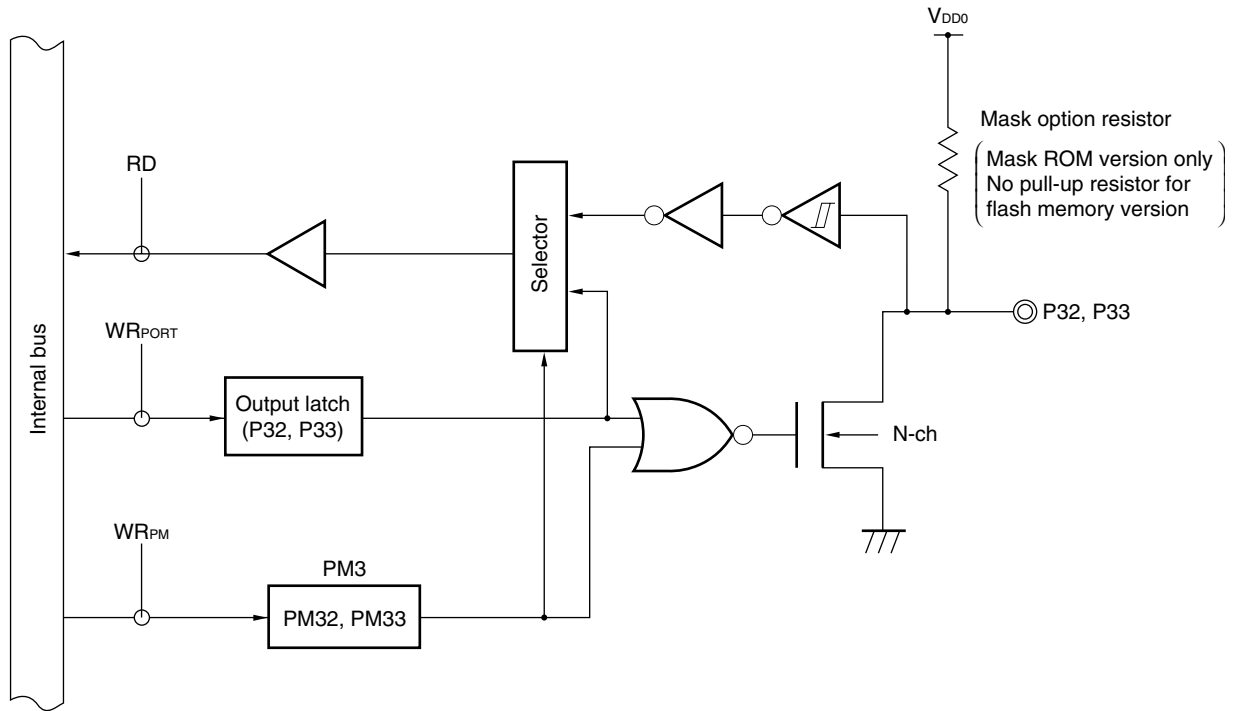 VDD0
Mask option resistor
Mask ROM version only
No pull-up resistor for
flash memory version
RD
Selector
P32, P33
Internal bus
WRPORT
Output latch
(P32, P33)
N-ch
WRPM
PM3
PM32, PM33